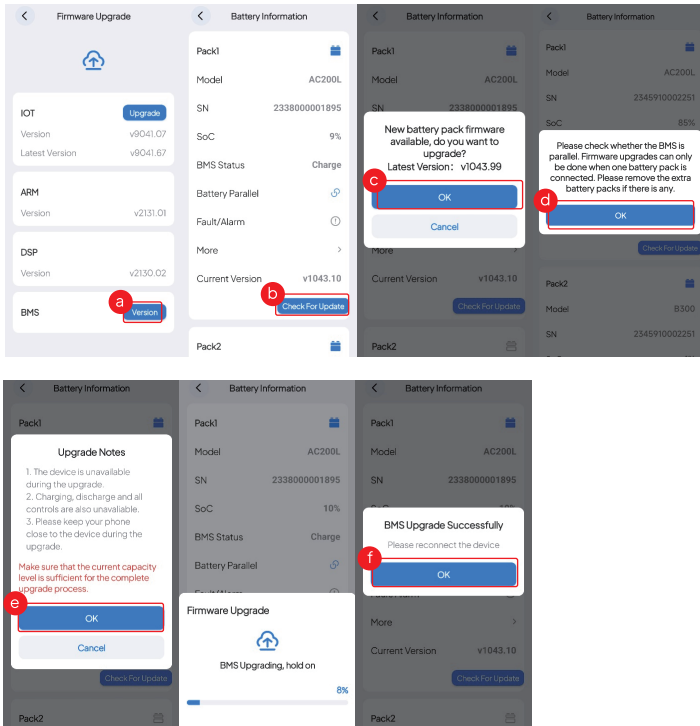 Firmware Upgrade
IOT
Upgrade
Version v9041.07
Latest Version v9041.67
ARM
Version v2131.01
DSP
Version v2130.02
BMS
a
Version
Battery Information
Pack1
Model AC200L
SN 2338000001895
SoC 9%
BMS Status Charge
Battery Parallel
Fault/Alarm
More
Current Version v1043.10
b
Check For Update
Pack2
Battery Information
Pack1
Model AC200L
SN 2338000001895
New battery pack firmware
available, do you want to
upgrade?
Latest Version: v1043.99
c
OK
Cancel
More
Current Version v1043.10
Check For Update
Pack2
Battery Information
Pack1
Model AC200L
SN 2345910002251
SoC 85%
Please check whether the BMS is
parallel. Firmware upgrades can only
be done when one battery pack is
connected. Please remove the extra
battery packs if there is any.
d
OK
Check For Update
Pack2
Model B300
SN 2345910002251
Battery Information
Pack1
Upgrade Notes
1. The device is unavailable
during the upgrade.
2. Charging, discharge and all
controls are also unavaliable.
3. Please keep your phone
close to the device during the
upgrade.
Make sure that the current capacity
level is sufficient for the complete
upgrade process.
e
OK
Cancel
Check For Update
Pack2
Battery Information
Pack1
Model AC200L
SN 2338000001895
SoC 10%
BMS Status Charge
Battery Parallel
Firmware Upgrade
BMS Upgrading, hold on
8%
Battery Information
Pack1
Model AC200L
SN 2338000001895
BMS Upgrade Successfully
Please reconnect the device
f
OK
More
Current Version v1043.10
Check For Update
Pack2